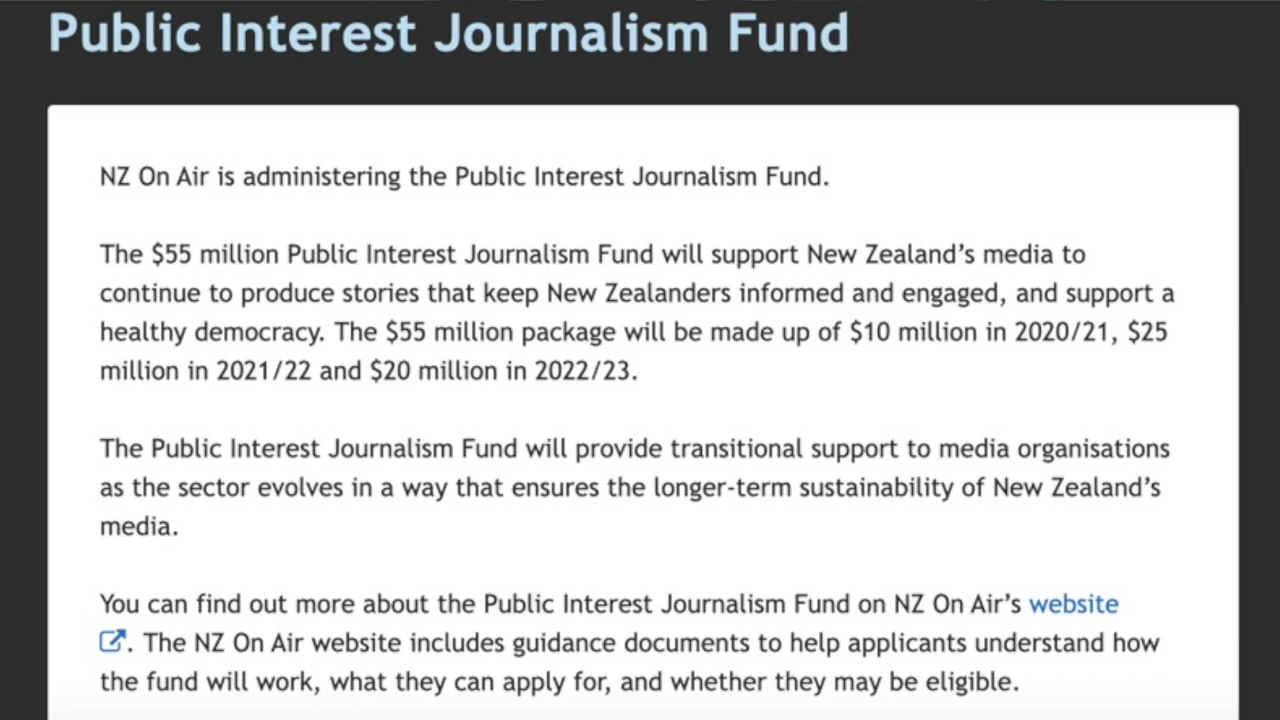 Public Interest Journalism Fund
NZ On Air is administering the Public Interest Journalism Fund.
The $55 million Public Interest Journalism Fund will support New Zealand’s media to
continue to produce stories that keep New Zealanders informed and engaged, and support a
healthy democracy. The $55 million package will be made up of $10 million in 2020/21, $25
million in 2021/22 and $20 million in 2022/23.
The Public Interest Journalism Fund will provide transitional support to media organisations
as the sector evolves in a way that ensures the longer-term sustainability of New Zealand’s
media.
You can find out more about the Public Interest Journalism Fund on NZ On Air’s website
. The NZ On Air website includes guidance documents to help applicants understand how
the fund will work, what they can apply for, and whether they may be eligible.